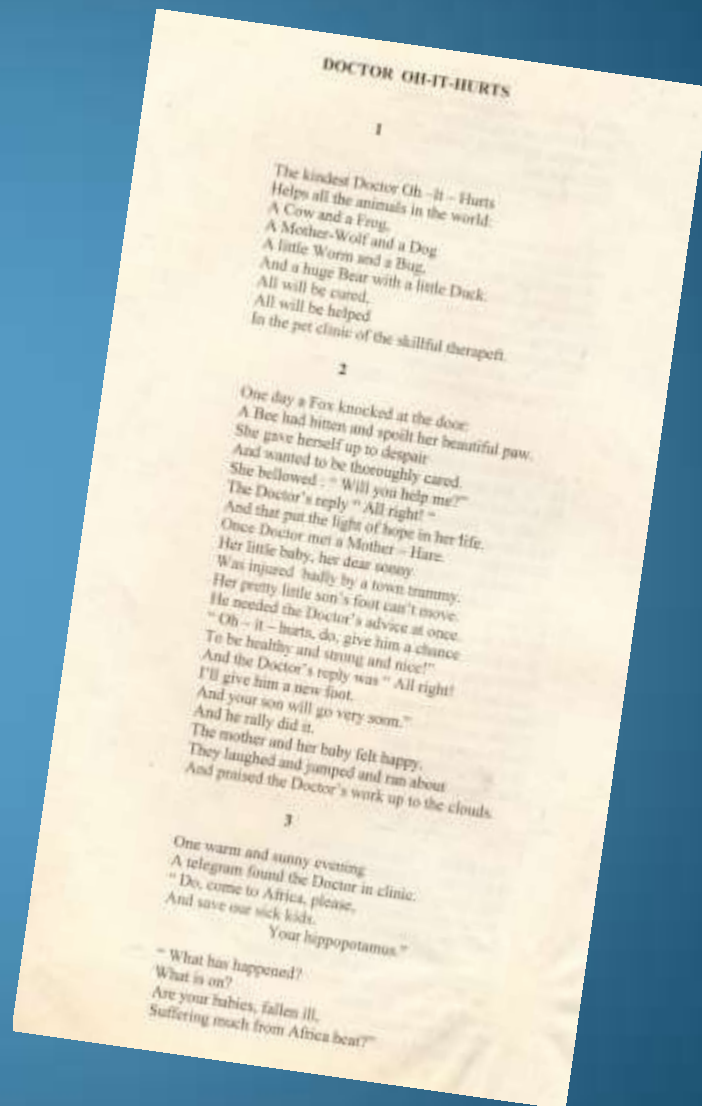 DOCTOR OH-IT-HURTS
1
The kindest Doctor Oh –It – Hurts
Helps all the animals in the world:
A Cow and a Frog,
A Mother-Wolf and a Dog
A little Worm and a Bug,
And a huge Bear with a little Duck.
All will be cured,
All will be helped
In the pet clinic of the skillful therapeft.
2
One day a Fox knocked at the door:
A Bee had bitten and spoilt her beautiful paw.
She gave herself up to despair
And wanted to be thoroughly cared.
She bellowed : “ Will you help me?”
The Doctor’s reply “ All right! “
And that put the light of hope in her life.
Once Doctor met a Mother – Hare.
Her little baby, her dear sonny
Was injured badly by a town trammy.
Her pretty little son’s foot can’t move.
He needed the Doctor’s advice at once.
“ Oh – it – hurts, do, give him a chance
To be healthy and strong and nice!”
And the Doctor’s reply was “ All right!
I’ll give him a new foot.
And your son will go very soon.”
And he rally did it.
The mother and her baby felt happy.
They laughed and jumped and ran about
And praised the Doctor’s work up to the clouds.
3
One warm and sunny evening
A telegram found the Doctor in clinic.
“ Do, come to Africa, please,
And save our sick kids.
Your hippopotamus.”
“ What has happened?
What is on?
Are your babies, fallen ill,
Suffering much from Africa heat?”